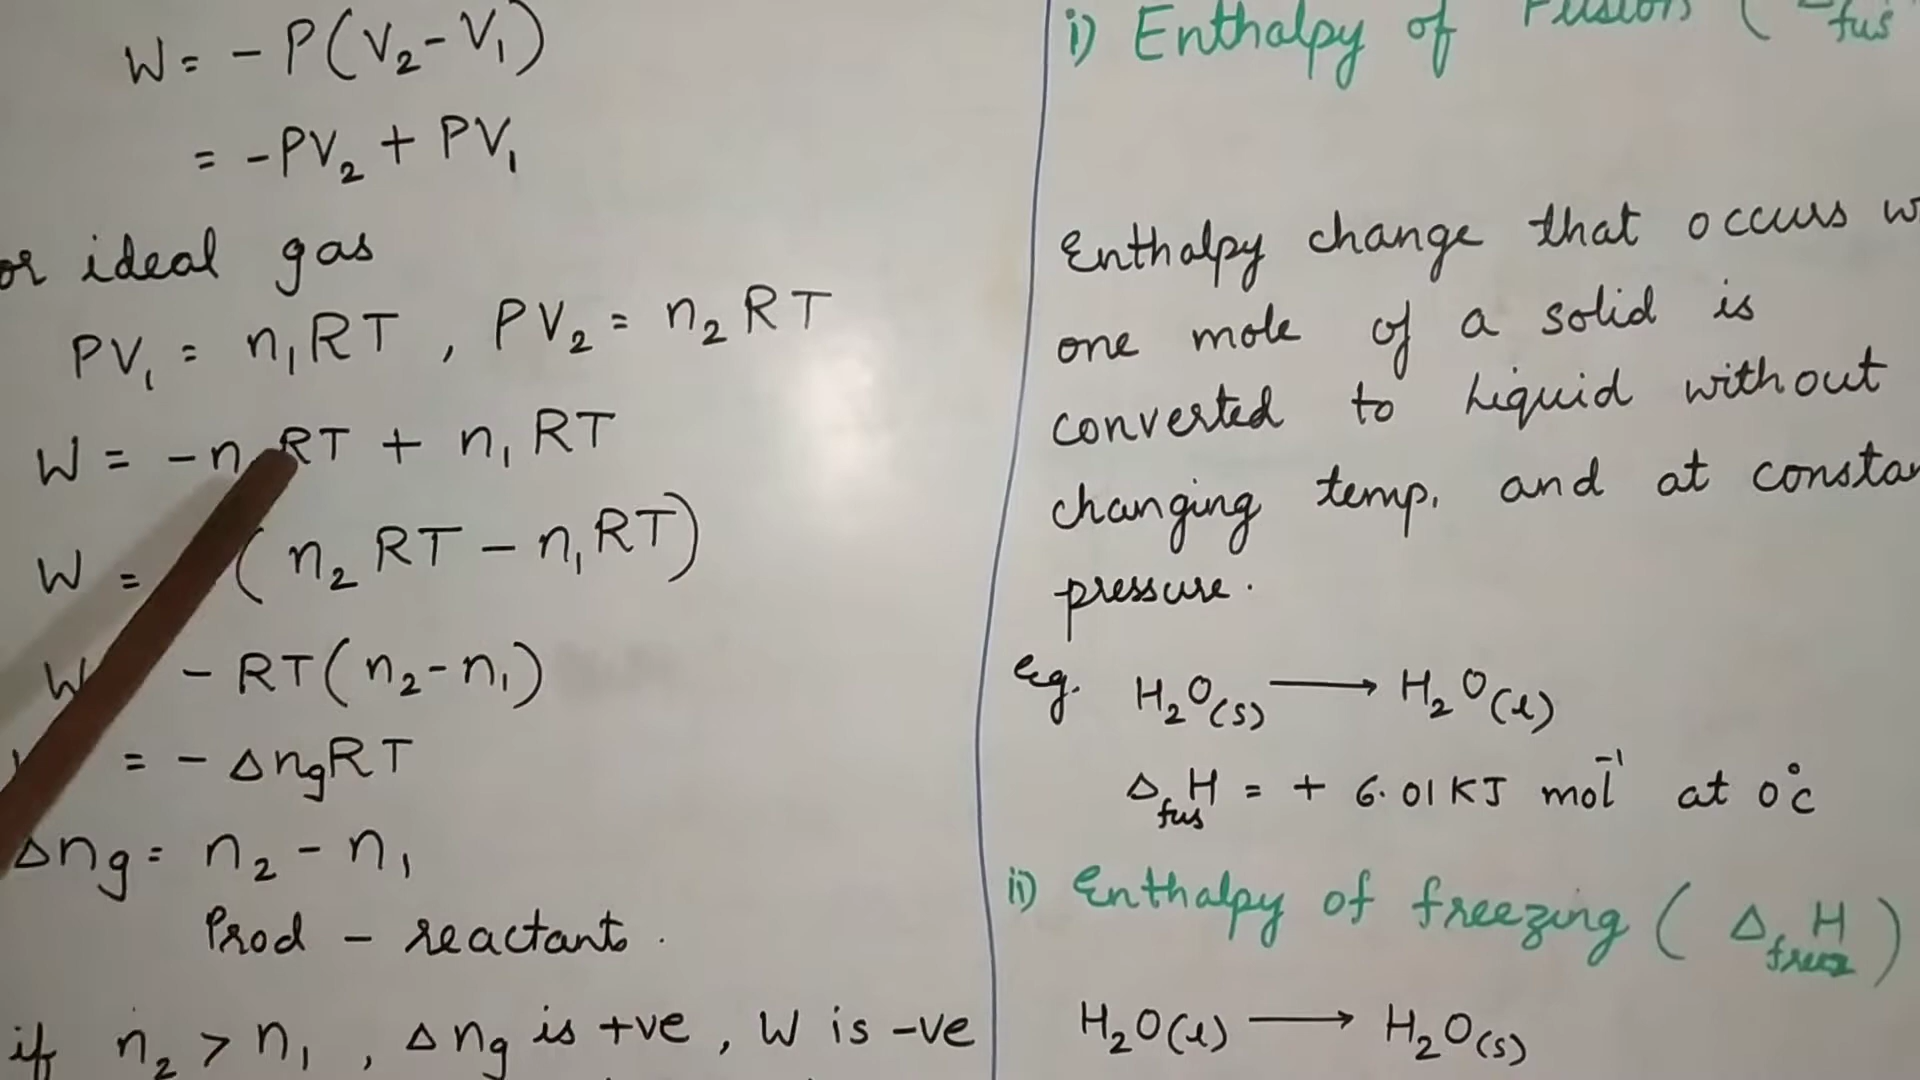 W = - P(V₂-V₁)
= -PV₂ + PV₁
ideal gas
PV₁ = n₁RT , PV₂ = n₂RT
W = -n RT + n₁RT
W = ( n₂RT - n₁RT)
W - RT(n₂-n₁)
= - ΔngRT
Δng = n₂ - n₁
Prod - reactants.
if n₂ > n₁ , Δng is +ve , W is -ve
i) Enthalpy of Fusion ( fus
Enthalpy change that occurs
one mole of a solid is
converted to liquid without
changing temp. and at
pressure.
Eg. H₂O(s) ⟶ H₂O(l)
ΔfusH = + 6.01 KJ mol⁻¹ at 0°c
ii) Enthalpy of freezing ( ΔfreezH )
H₂O(l) ⟶ H₂O(s)